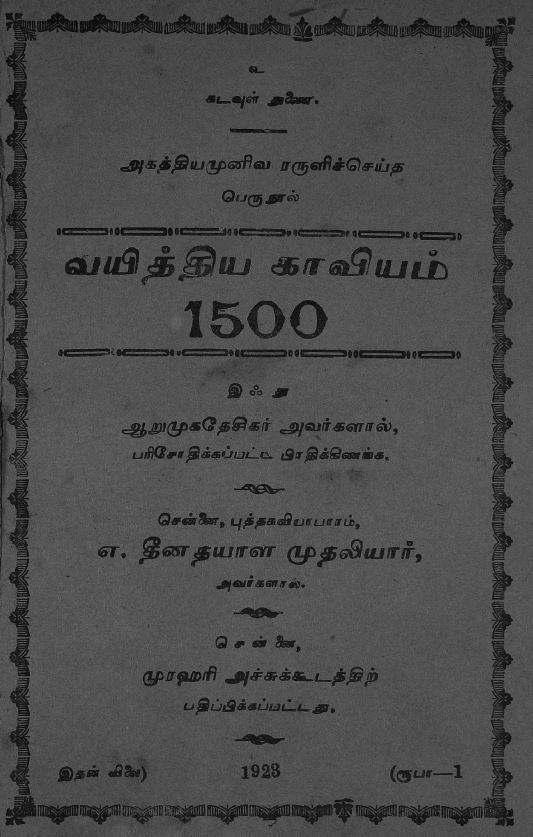 உ
கடவுள் துணை.
அகத்தியமுனிவ ரருளிச்செய்த
பெருநூல்
வயித்திய காவியம்
1500
இஃது
ஆறுமுகதேசிகர் அவர்களால்,
பரிசோதிக்கப்பட்ட பிரதிக்கிணங்க.
சென்னை, புத்தகவியாபாரம்,
எ. தீனதயாள முதலியார்,
அவர்களால்.
சென்னை,
முரஹரி அச்சுக்கூடத்திற்
பதிப்பிக்கப்பட்டது.
இதன் விலை) 1923 (ரூபா—1